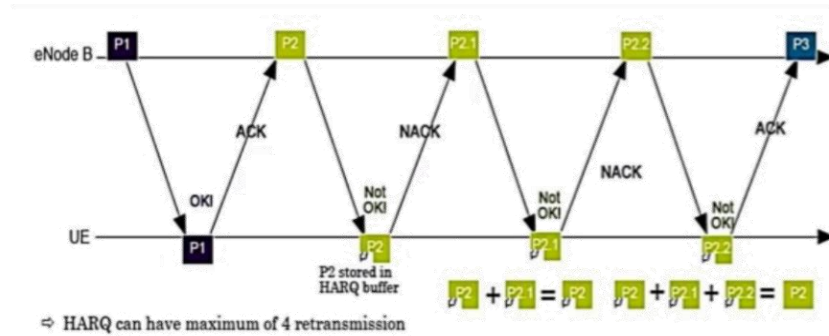 P1 P2 P2.1 P2.2 P3
eNode B
ACK NACK NACK ACK
OK! Not OK! Not OK! Not OK!
UE
P1 P2 P2.1 P2.2
P2 stored in
HARQ buffer
P2 + P2.1 = P2 P2 + P2.1 + P2.2 = P2
⇨ HARQ can have maximum of 4 retransmission